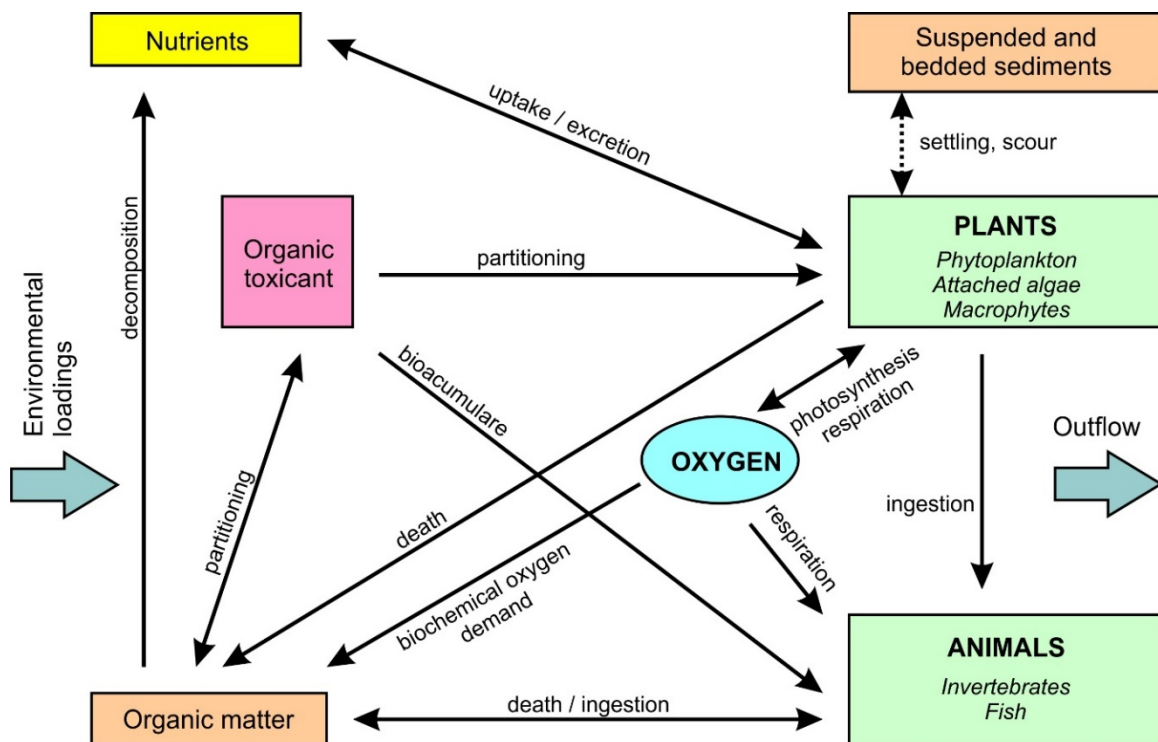 Nutrients
Suspended and
bedded sediments
uptake / excretion
settling, scour
decomposition
Organic
toxicant
partitioning
PLANTS
Phytoplankton
Attached algae
Macrophytes
Environmental
loadings
bioacumulare
photosynthesis
respiration
OXYGEN
Outflow
partitioning
death
ingestion
respiration
biochemical oxygen
demand
ANIMALS
Invertebrates
Fish
Organic matter
death / ingestion